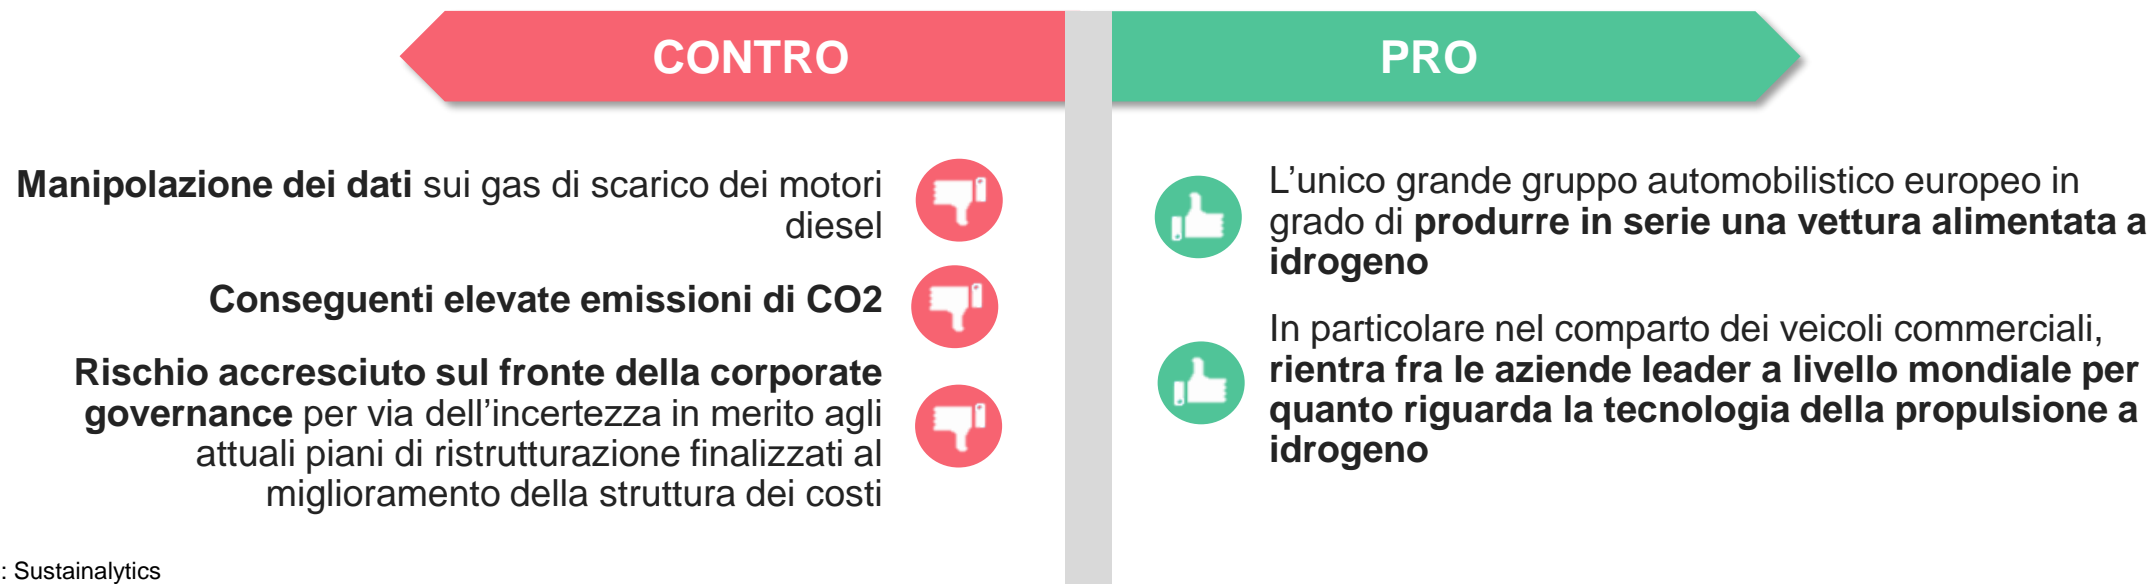 CONTRO
Manipolazione dei dati sui gas di scarico dei motori
diesel
Conseguenti elevate emissioni di CO2
Rischio accresciuto sul fronte della corporate
governance per via dell’incertezza in merito agli
attuali piani di ristrutturazione finalizzati al
miglioramento della struttura dei costi
PRO
L’unico grande gruppo automobilistico europeo in
grado di produrre in serie una vettura alimentata a
idrogeno
In particolare nel comparto dei veicoli commerciali,
rientra fra le aziende leader a livello mondiale per
quanto riguarda la tecnologia della propulsione a
idrogeno
: Sustainalytics